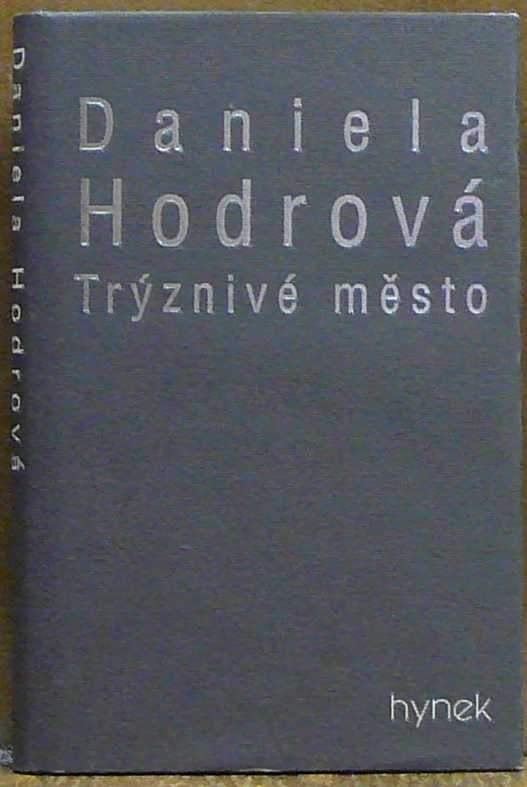 Daniela
Hodrová
Trýznivé město
hynek
Daniela Hodrová